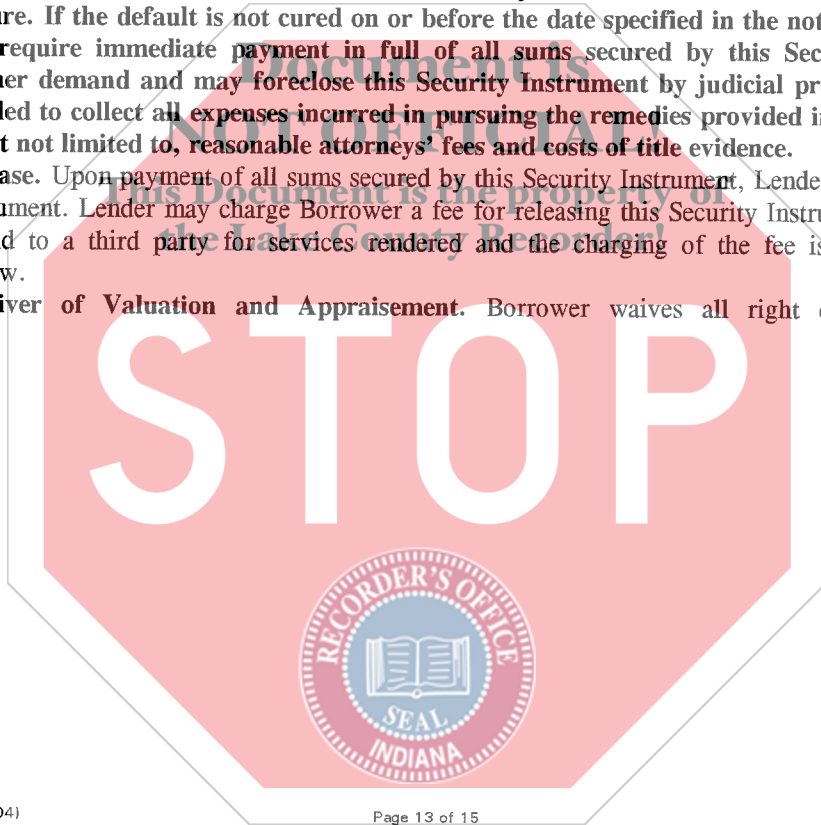 re. If the default is not cured on or before the date specified in the not
require immediate payment in full of all sums secured by this Sec
er demand and may foreclose this Security Instrument by judicial pr
led to collect all expenses incurred in pursuing the remedies provided i
t not limited to, reasonable attorneys' fees and costs of title evidence.
ase. Upon payment of all sums secured by this Security Instrument, Lende
ument. Lender may charge Borrower a fee for releasing this Security Instru
d to a third party for services rendered and the charging of the fee is
w.
iver of Valuation and Appraisement. Borrower waives all right
Document is
NOT OFFICIAL!
This Document is the property of
the Lake County Recorder!
STOP
RECORDER'S OFFICE
SEAL
INDIANA
04)
Page 13 of 15